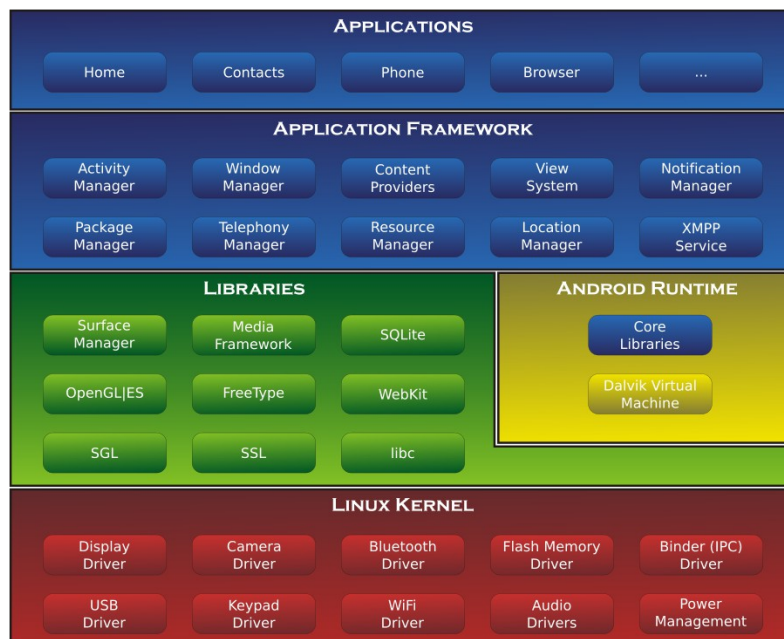 APPLICATIONS
Home
Contacts
Phone
Browser
...
APPLICATION FRAMEWORK
Activity
Manager
Window
Manager
Content
Providers
View
System
Notification
Manager
Package
Manager
Telephony
Manager
Resource
Manager
Location
Manager
XMPP
Service
LIBRARIES
Surface
Manager
Media
Framework
SQLite
OpenGL|ES
FreeType
WebKit
SGL
SSL
libc
ANDROID RUNTIME
Core
Libraries
Dalvik Virtual
Machine
LINUX KERNEL
Display
Driver
Camera
Driver
Bluetooth
Driver
Flash Memory
Driver
Binder (IPC)
Driver
USB
Driver
Keypad
Driver
WiFi
Driver
Audio
Drivers
Power
Management